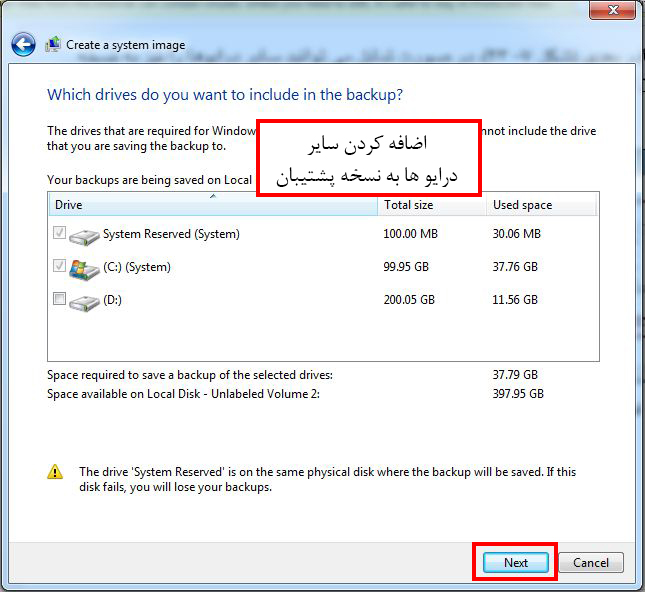 Create a system image
Which drives do you want to include in the backup?
The drives that are required for Window
nnot include the drive
that you are saving the backup to.
اضافه کردن سایر
درایو ها به نسخه پشتیبان
Your backups are being saved on Local
Drive Total size Used space
System Reserved (System) 100.00 MB 30.06 MB
(C:) (System) 99.95 GB 37.76 GB
(D:) 200.05 GB 11.56 GB
Space required to save a backup of the selected drives: 37.79 GB
Space available on Local Disk - Unlabeled Volume 2: 397.95 GB
The drive 'System Reserved' is on the same physical disk where the backup will be saved. If this
disk fails, you will lose your backups.
Next Cancel